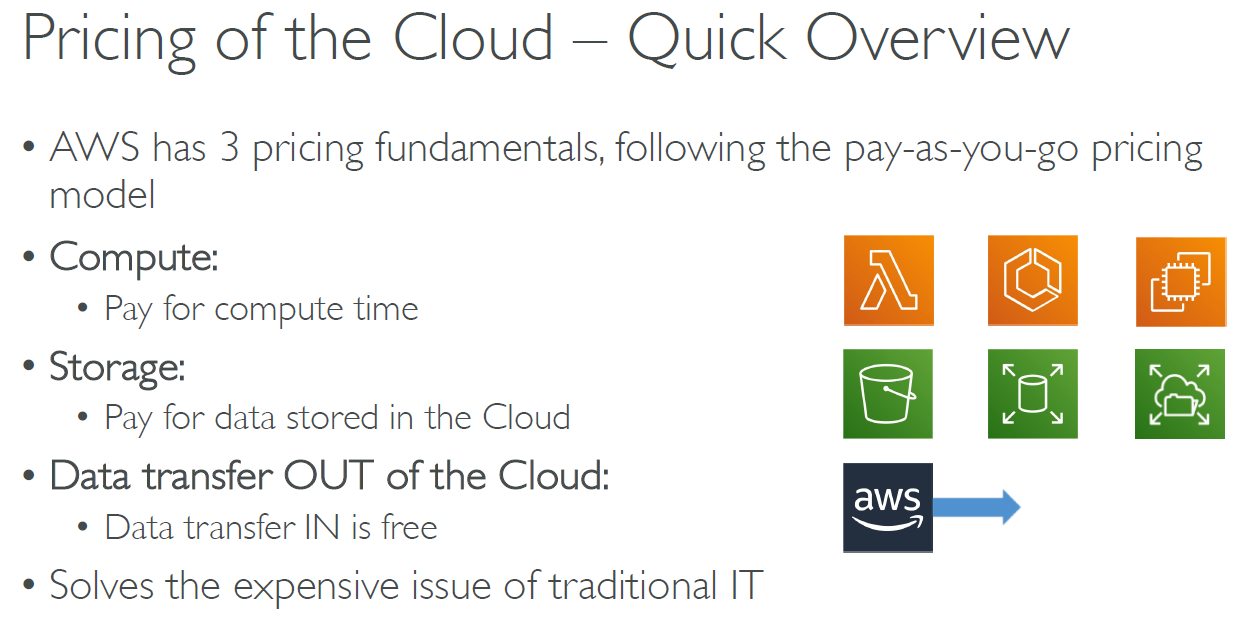 Pricing of the Cloud – Quick Overview
• AWS has 3 pricing fundamentals, following the pay-as-you-go pricing
model
• Compute:
• Pay for compute time
• Storage:
• Pay for data stored in the Cloud
• Data transfer OUT of the Cloud:
• Data transfer IN is free
aws
• Solves the expensive issue of traditional IT